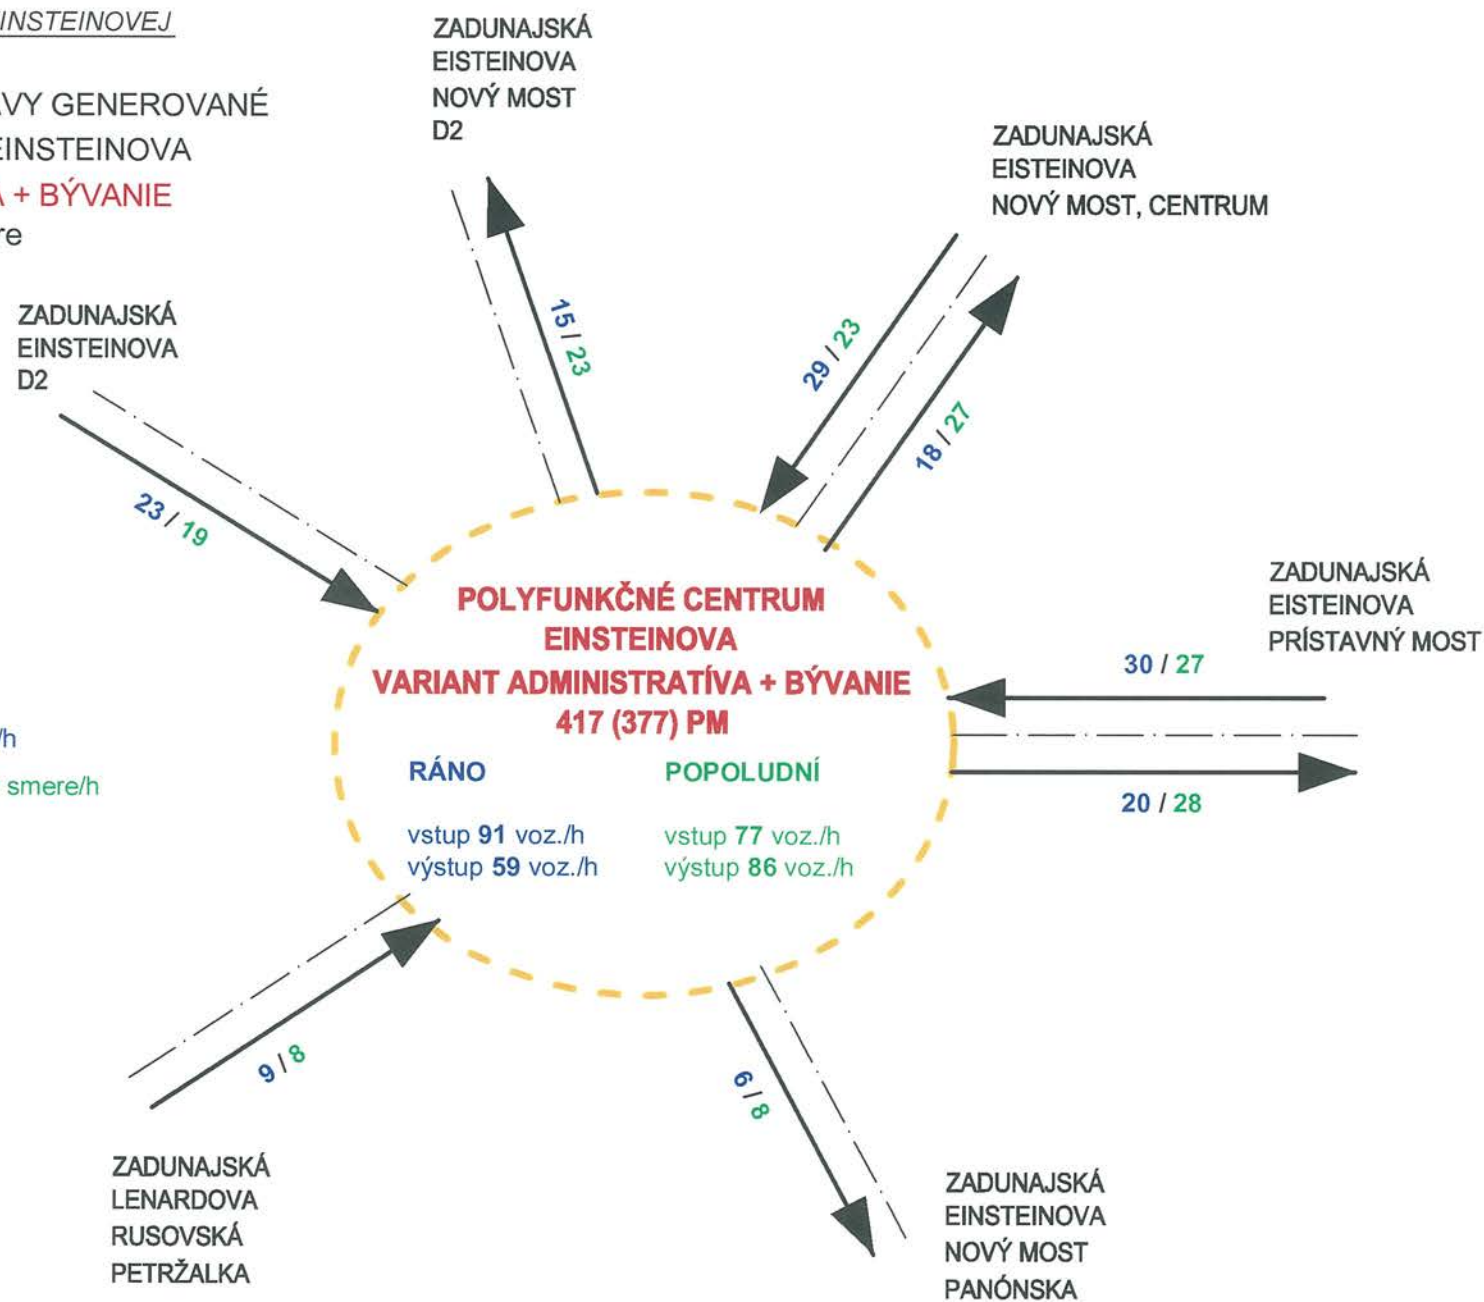 INSTEINOVEJ
VY GENEROVANÉ
EINSTEINOVA
+ BÝVANIE
re
ZADUNAJSKÁ
EISTEINOVA
NOVÝ MOST
D2
ZADUNAJSKÁ
EISTEINOVA
NOVÝ MOST, CENTRUM
ZADUNAJSKÁ
EINSTEINOVA
D2
15 / 23
29 / 23
18 / 27
23 / 19
POLYFUNKČNÉ CENTRUM
EINSTEINOVA
VARIANT ADMINISTRATÍVA + BÝVANIE
417 (377) PM
RÁNO
vstup 91 voz./h
výstup 59 voz./h
POPOLUDNÍ
vstup 77 voz./h
výstup 86 voz./h
ZADUNAJSKÁ
EISTEINOVA
PRÍSTAVNÝ MOST
30 / 27
20 / 28
/h
smere/h
9 / 8
6 / 8
ZADUNAJSKÁ
LENARDOVA
RUSOVSKÁ
PETRŽALKA
ZADUNAJSKÁ
EINSTEINOVA
NOVÝ MOST
PANÓNSKA